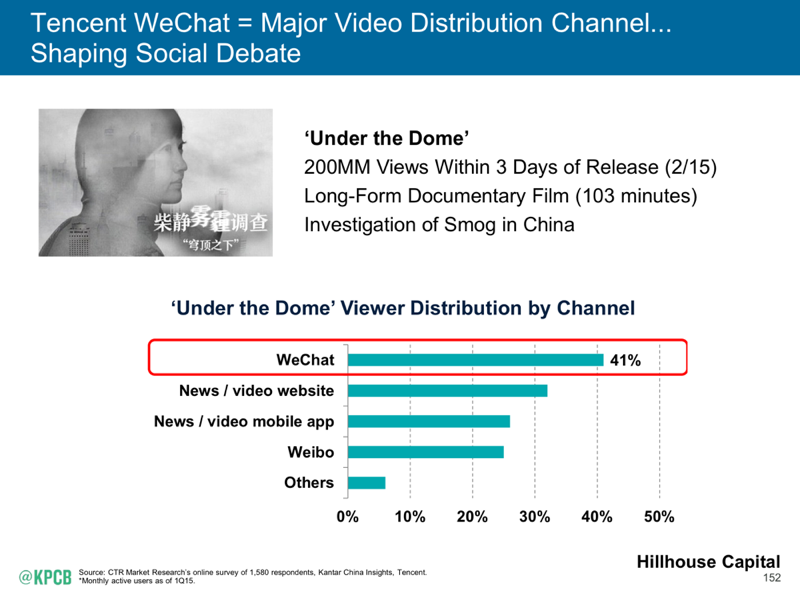 Tencent WeChat = Major Video Distribution Channel...
Shaping Social Debate
柴静雾霾调查
“穹顶之下”
‘Under the Dome’
200MM Views Within 3 Days of Release (2/15)
Long-Form Documentary Film (103 minutes)
Investigation of Smog in China
‘Under the Dome’ Viewer Distribution by Channel
WeChat
41%
News / video website
News / video mobile app
Weibo
Others
0% 10% 20% 30% 40% 50%
Hillhouse Capital
@KPCB
Source: CTR Market Research’s online survey of 1,580 respondents, Kantar China Insights, Tencent.
*Monthly active users as of 1Q15.
152